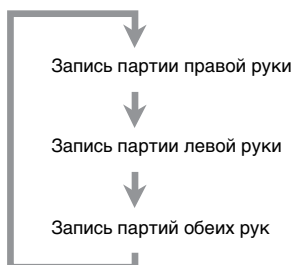 Запись партии правой руки
Запись партии левой руки
Запись партий обеих рук